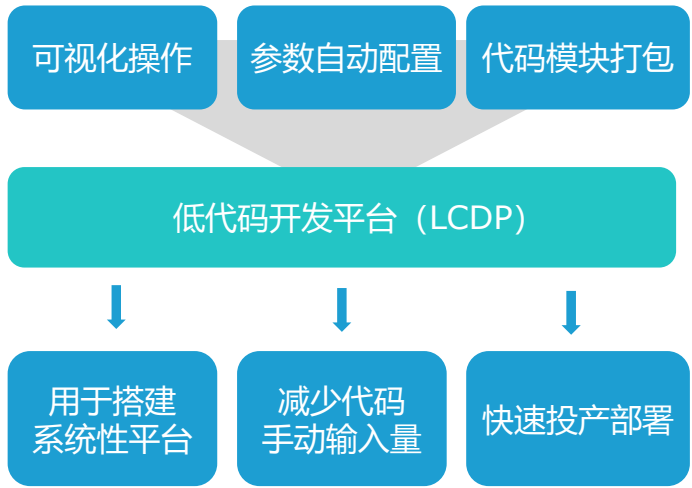 可视化操作
参数自动配置
代码模块打包
低代码开发平台（LCDP）
用于搭建
系统性平台
减少代码
手动输入量
快速投产部署